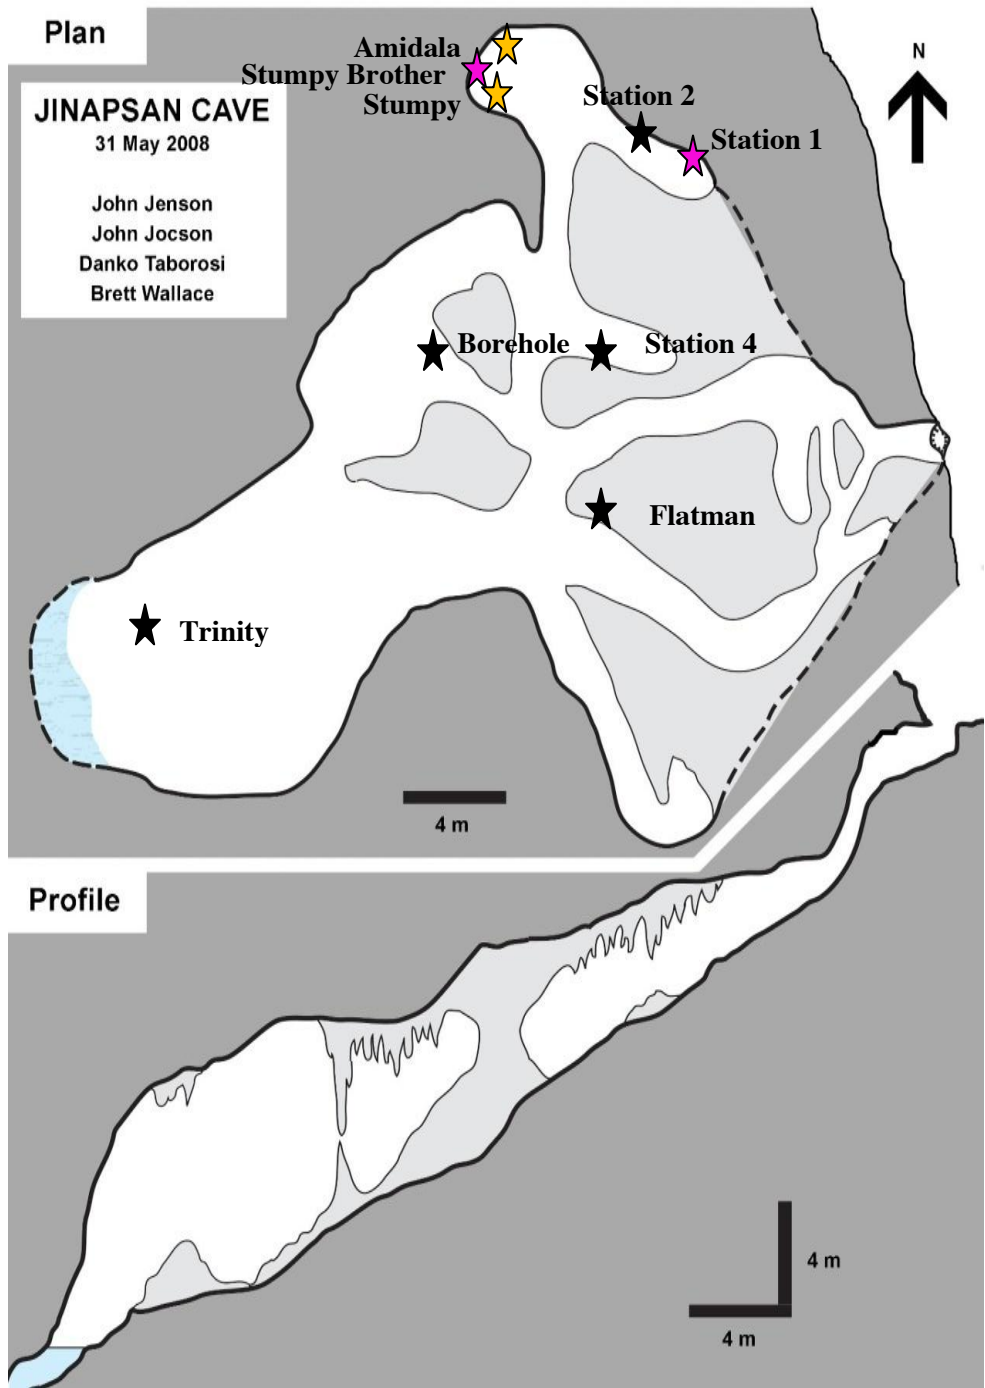 Plan
JINAPSAN CAVE
31 May 2008
John Jenson
John Jocson
Danko Taborosi
Brett Wallace
Amidala
Stumpy Brother
Stumpy
Station 2
Station 1
N
Borehole
Station 4
Flatman
Trinity
4 m
Profile
4 m
4 m